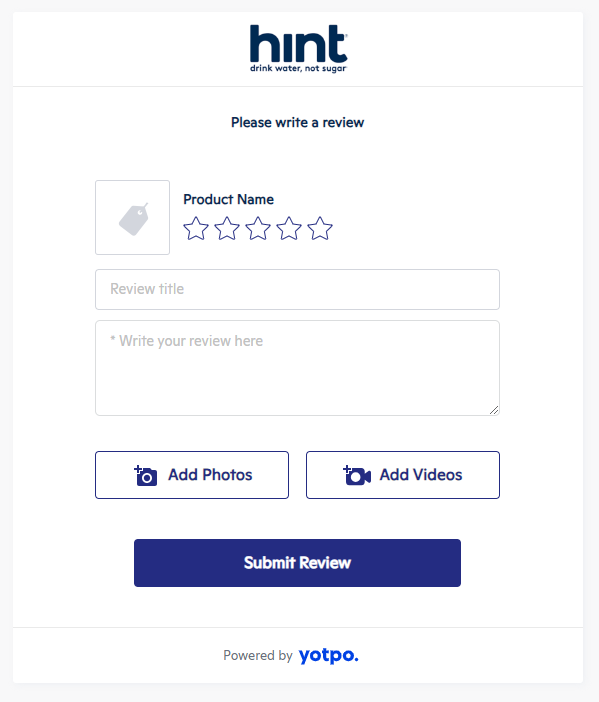 hint
drink water, not sugar
Please write a review
Product Name
Review title
* Write your review here
Add Photos
Add Videos
Submit Review
Powered by yotpo.